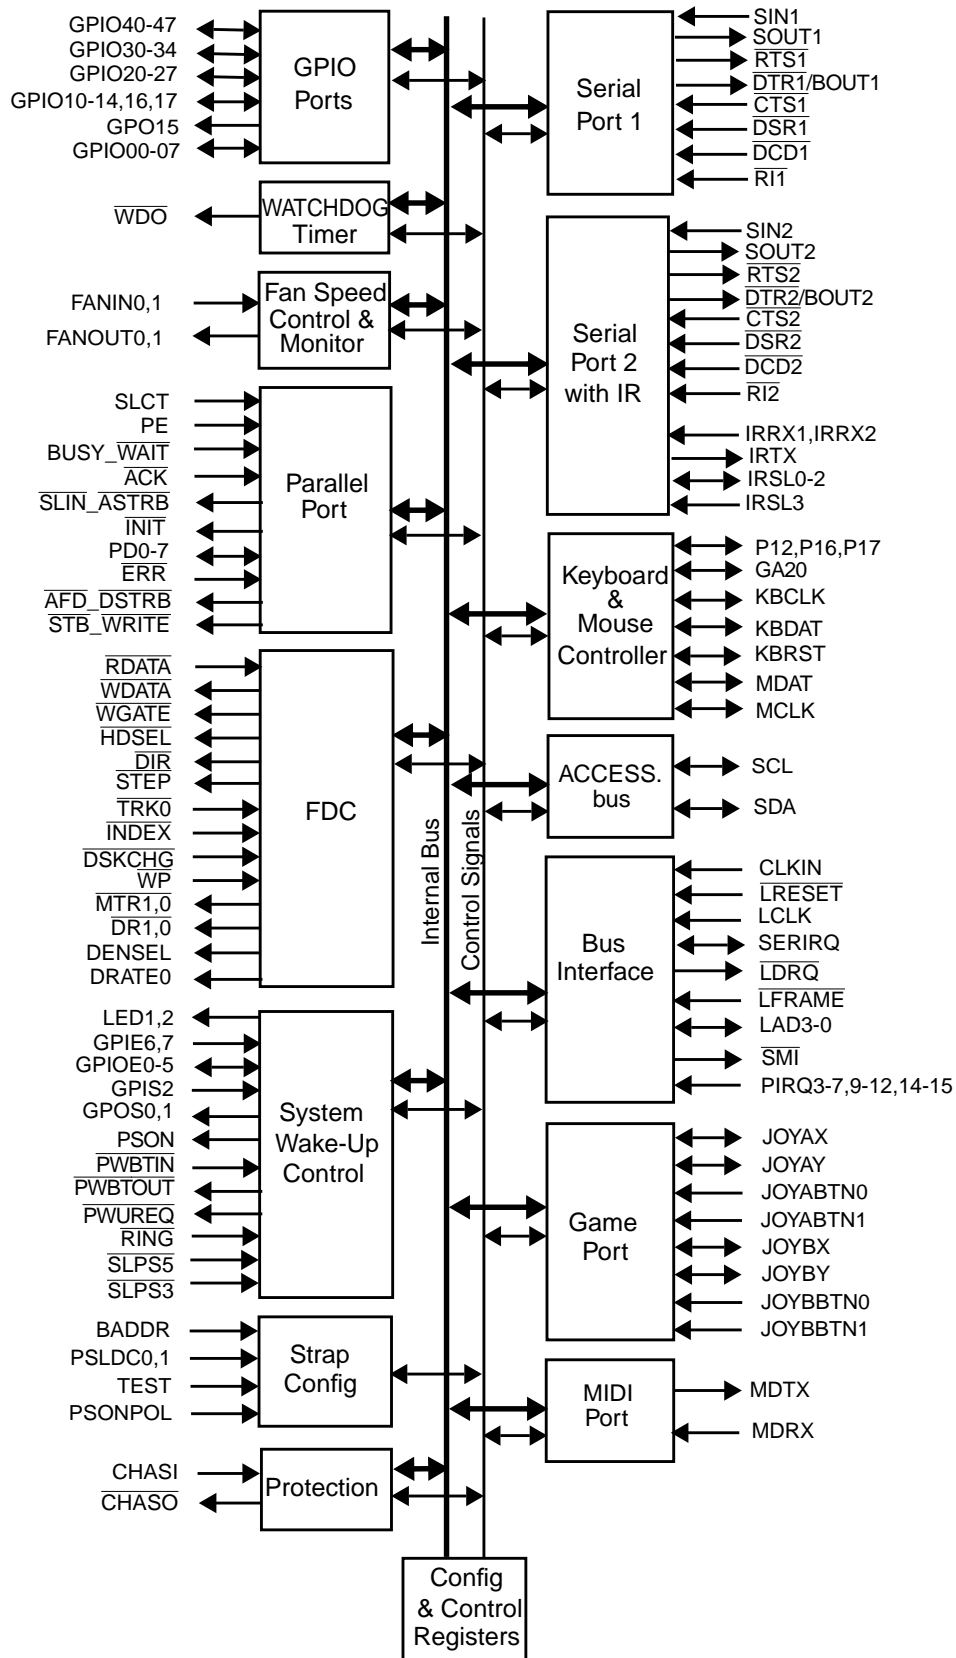 GPIO40-47
GPIO30-34
GPIO20-27
GPIO10-14,16,17
GPO15
GPIO00-07
GPIO
Ports
WDO
WATCHDOG
Timer
FANIN0,1
FANOUT0,1
Fan Speed
Control &
Monitor
SLCT
PE
BUSY_WAIT
ACK
SLIN_ASTRB
INIT
PD0-7
ERR
AFD_DSTRB
STB_WRITE
Parallel
Port
RDATA
WDATA
WGATE
HDSEL
DIR
STEP
TRK0
INDEX
DSKCHG
WP
MTR1,0
DR1,0
DENSEL
DRATE0
FDC
LED1,2
GPIE6,7
GPIOE0-5
GPIS2
GPOS0,1
PSON
PWBTIN
PWBTOUT
PWUREQ
RING
SLPS5
SLPS3
System
Wake-Up
Control
BADDR
PSLDC0,1
TEST
PSONPOL
Strap
Config
CHASI
CHASO
Protection
Internal Bus
Control Signals
Serial
Port 1
SIN1
SOUT1
RTS1
DTR1/BOUT1
CTS1
DSR1
DCD1
RI1
Serial
Port 2
with IR
SIN2
SOUT2
RTS2
DTR2/BOUT2
CTS2
DSR2
DCD2
RI2
IRRX1,IRRX2
IRTX
IRSL0-2
IRSL3
Keyboard
&
Mouse
Controller
P12,P16,P17
GA20
KBCLK
KBDAT
KBRST
MDAT
MCLK
ACCESS.
bus
SCL
SDA
Bus
Interface
CLKIN
LRESET
LCLK
SERIRQ
LDRQ
LFRAME
LAD3-0
SMI
PIRQ3-7,9-12,14-15
Game
Port
JOYAX
JOYAY
JOYABTN0
JOYABTN1
JOYBX
JOYBY
JOYBBTN0
JOYBBTN1
MIDI
Port
MDTX
MDRX
Config
& Control
Registers